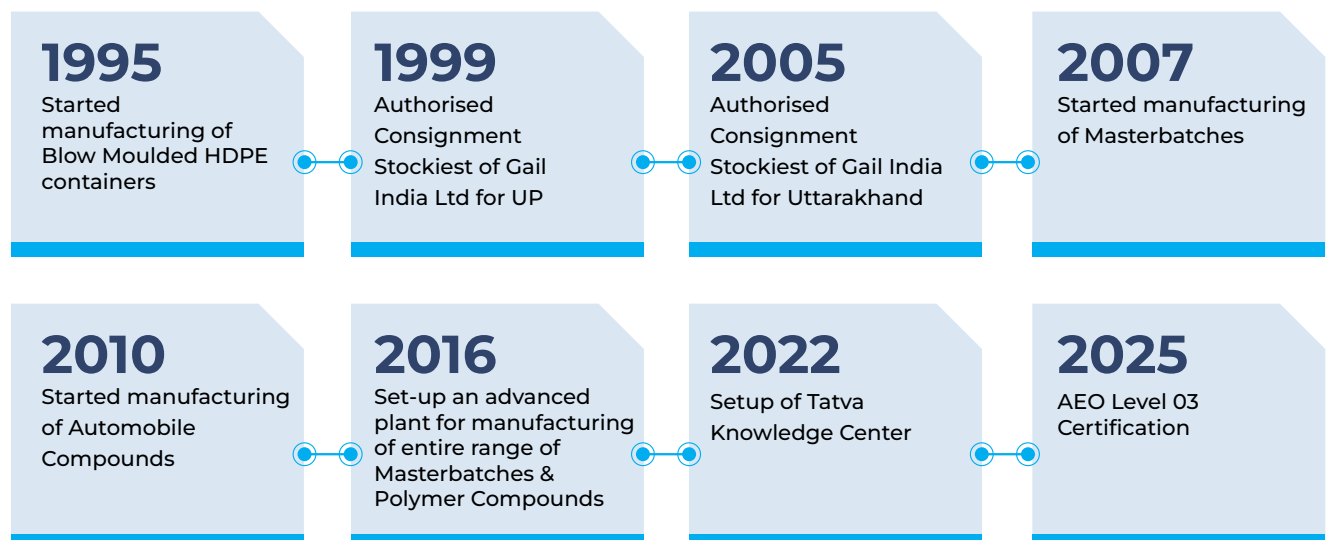 1995
Started
manufacturing of
Blow Moulded HDPE
containers
1999
Authorised
Consignment
Stockiest of Gail
India Ltd for UP
2005
Authorised
Consignment
Stockiest of Gail India
Ltd for Uttarakhand
2007
Started manufacturing
of Masterbatches
2010
Started manufacturing
of Automobile
Compounds
2016
Set-up an advanced
plant for manufacturing
of entire range of
Masterbatches &
Polymer Compounds
2022
Setup of Tatva
Knowledge Center
2025
AEO Level 03
Certification